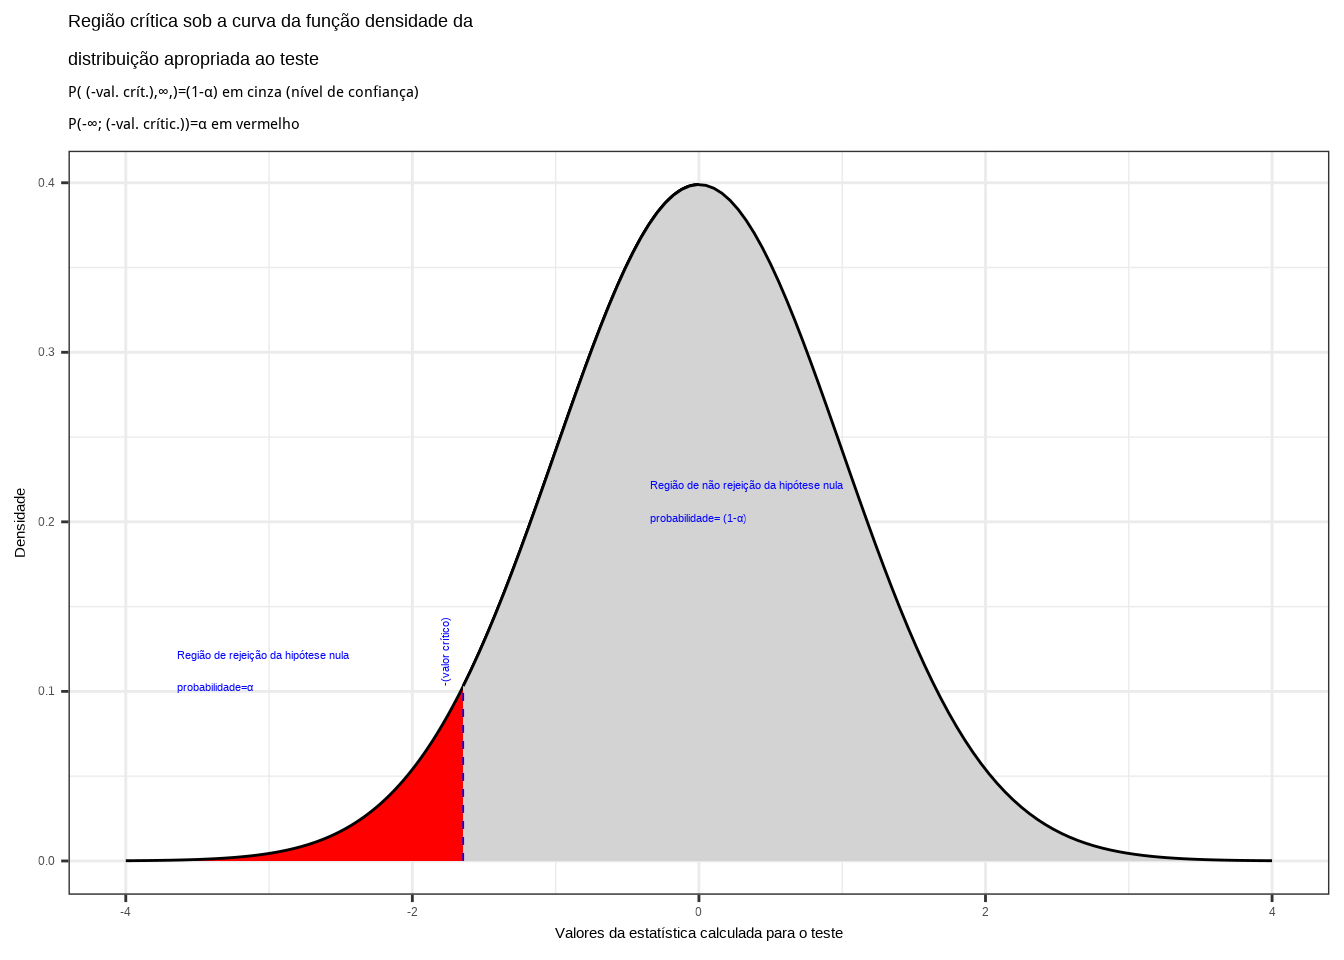 Região crítica sob a curva da função densidade da
distribuição apropriada ao teste
P( (-val. crít.),∞,)=(1-α) em cinza (nível de confiança)
P(-∞; (-val. crític.))=α em vermelho
0.4
0.3
0.2
0.1
0.0
Densidade
Região de não rejeição da hipótese nula
probabilidade= (1-α)
Região de rejeição da hipótese nula
probabilidade=α
-(valor crítico)
-4
-2
0
2
4
Valores da estatística calculada para o teste